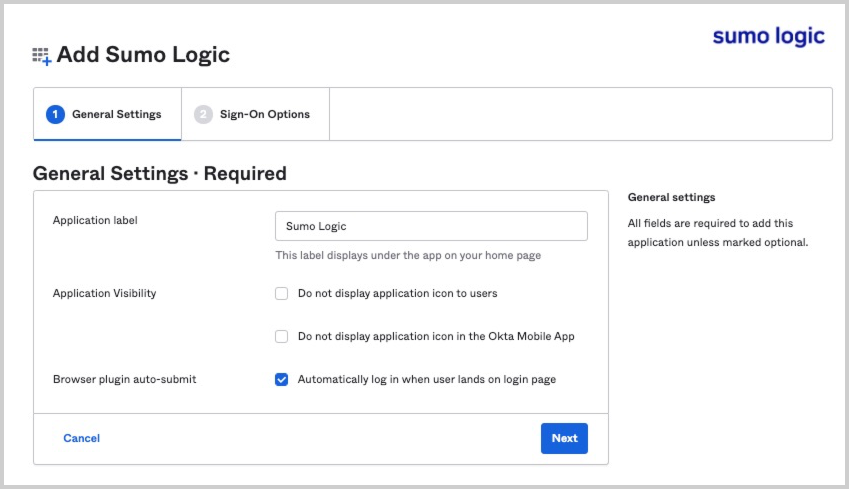 sumo logic
Add Sumo Logic
1 General Settings
2 Sign-On Options
General Settings · Required
Application label
Sumo Logic
This label displays under the app on your home page
Application Visibility
Do not display application icon to users
Do not display application icon in the Okta Mobile App
Browser plugin auto-submit
Automatically log in when user lands on login page
Cancel
Next
General settings
All fields are required to add this
application unless marked optional.